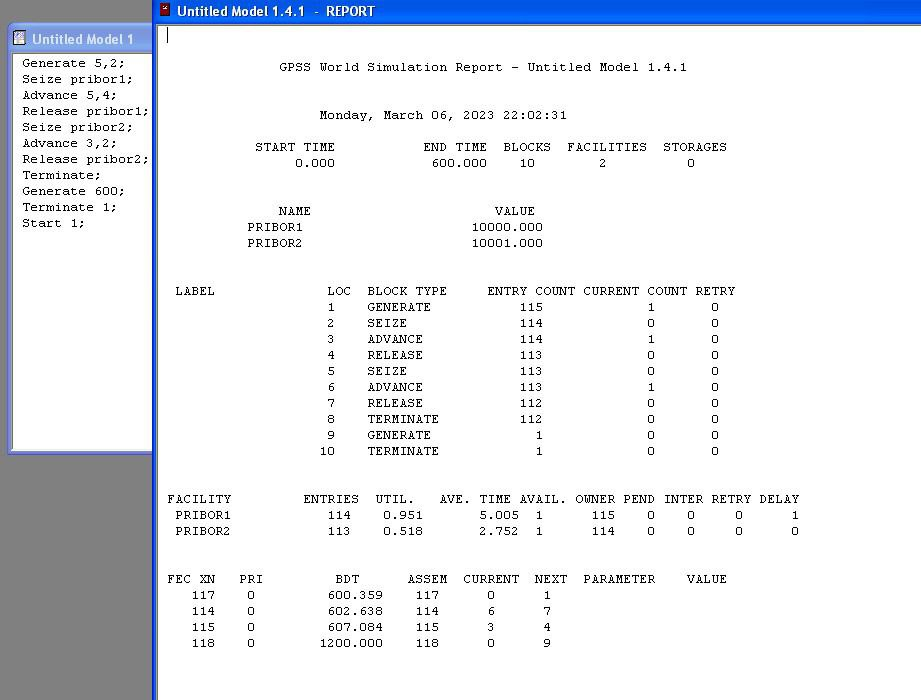 Untitled Model 1.4.1 - REPORT
Untitled Model 1
Generate 5,2;
Seize pribor1;
Advance 5,4;
Release pribor1;
Seize pribor2;
Advance 3,2;
Release pribor2;
Terminate;
Generate 600;
Terminate 1;
Start 1;
GPSS World Simulation Report - Untitled Model 1.4.1
Monday, March 06, 2023 22:02:31
START TIME END TIME BLOCKS FACILITIES STORAGES
0.000 600.000 10 2 0
NAME VALUE
PRIBOR1 10000.000
PRIBOR2 10001.000
LABEL LOC BLOCK TYPE ENTRY COUNT CURRENT COUNT RETRY
1 GENERATE 115 1 0
2 SEIZE 114 0 0
3 ADVANCE 114 1 0
4 RELEASE 113 0 0
5 SEIZE 113 0 0
6 ADVANCE 113 1 0
7 RELEASE 112 0 0
8 TERMINATE 112 0 0
9 GENERATE 1 0 0
10 TERMINATE 1 0 0
FACILITY ENTRIES UTIL. AVE. TIME AVAIL. OWNER PEND INTER RETRY DELAY
PRIBOR1 114 0.951 5.005 1 115 0 0 0 1
PRIBOR2 113 0.518 2.752 1 114 0 0 0 0
FEC XN PRI BDT ASSEM CURRENT NEXT PARAMETER VALUE
117 0 600.359 117 0 1
114 0 602.638 114 6 7
115 0 607.084 115 3 4
118 0 1200.000 118 0 9